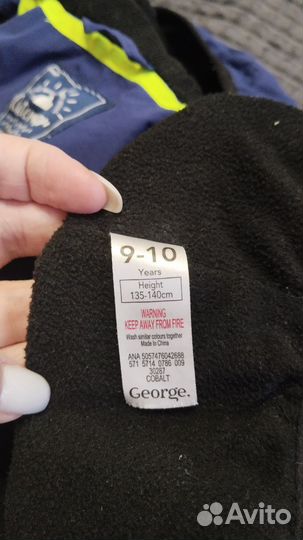 9-10
Years
Height
135-140cm
WARNING
KEEP AWAY FROM FIRE
Wash similar colours together
Made in China
ANA 5057476042688
571 5714 0786 009
30287
COBALT
George.
Avito